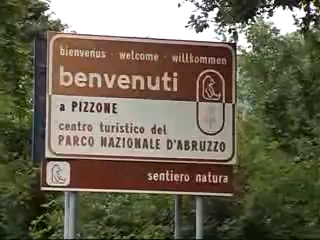 bienvenus - welcome - willkommen
benvenuti
a PIZZONE
centro turistico del
PARCO NAZIONALE D'ABRUZZO
sentiero natura